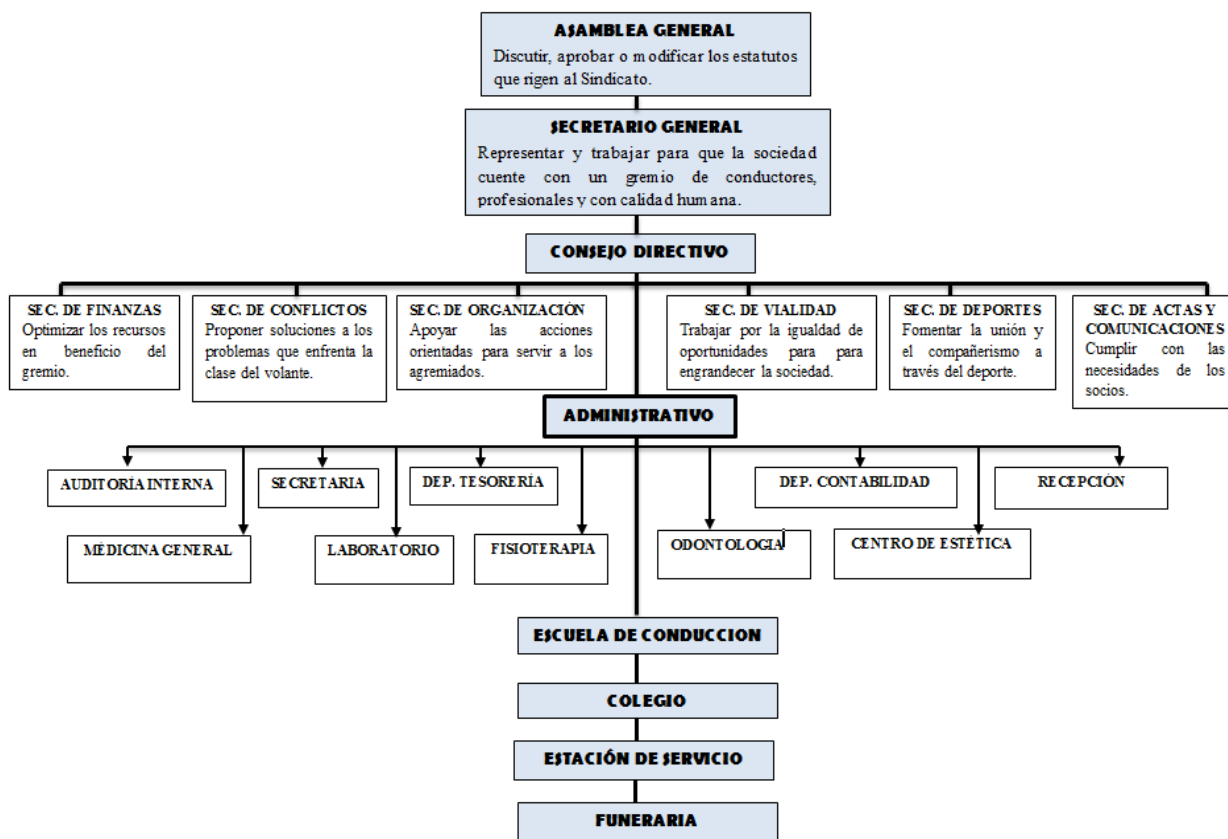 ASAMBLEA GENERAL
Discutir, aprobar o modificar los estatutos
que rigen al Sindicato.
SECRETARIO GENERAL
Representar y trabajar para que la sociedad
cuente con un gremio de conductores,
profesionales y con calidad humana.
CONSEJO DIRECTIVO
SEC. DE FINANZAS
Optimizar los recursos
en beneficio del
gremio.
SEC. DE CONFLICTOS
Proponer soluciones a los
problemas que enfrenta la
clase del volante.
SEC. DE ORGANIZACIÓN
Apoyar las acciones
orientadas para servir a los
agremiados.
SEC. DE VIALIDAD
Trabajar por la igualdad de
oportunidades para para
engrandecer la sociedad.
SEC. DE DEPORTES
Fomentar la unión y
el compañerismo a
través del deporte.
SEC. DE ACTAS Y
COMUNICACIONES
Cumplir con las
necesidades de los
socios.
ADMINISTRATIVO
AUDITORÍA INTERNA
SECRETARIA
DEP. TESORERÍA
DEP. CONTABILIDAD
RECEPCIÓN
MÉDICINA GENERAL
LABORATORIO
FISIOTERAPIA
ODONTOLOGIA
CENTRO DE ESTÉTICA
ESCUELA DE CONDUCCION
COLEGIO
ESTACIÓN DE SERVICIO
FUNERARIA